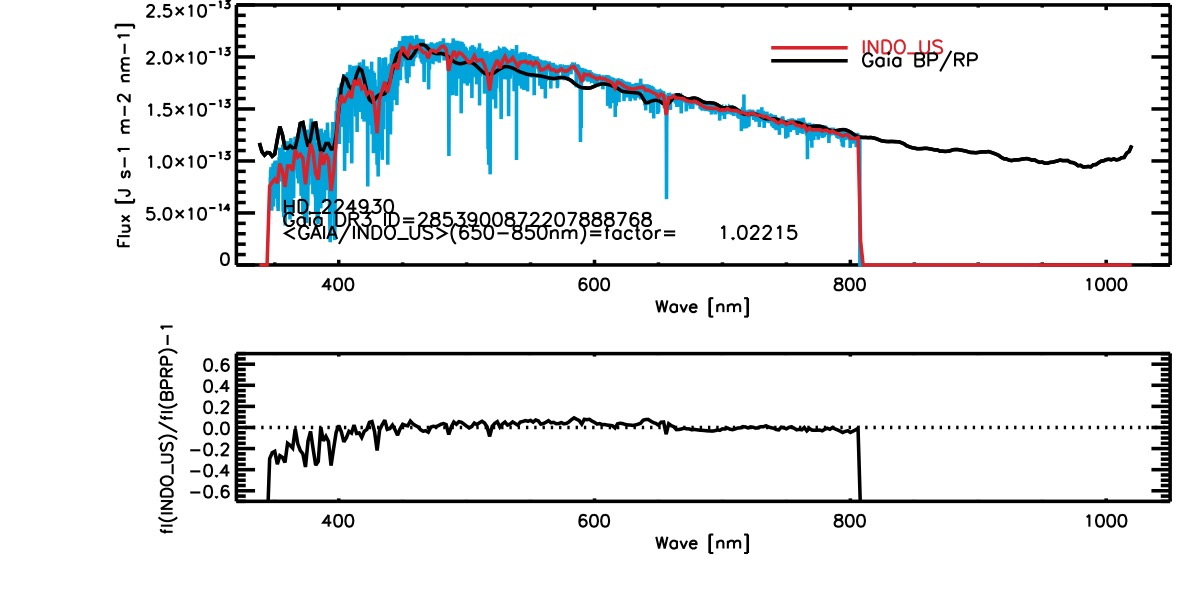 2.5×10−13
2.0×10−13
1.5×10−13
1.0×10−13
5.0×10−14
0
Flux [J s−1 m−2 nm−1]
INDO_US
Gaia BP/RP
HD_224930
Gaia DR3 ID=2853900872207888768
<GAIA/INDO_US>(650−850nm)=factor= 1.02215
400 600 800 1000
Wave [nm]
0.6
0.4
0.2
0.0
−0.2
−0.4
−0.6
fl(INDO_US)/fl(BPRP)−1
400 600 800 1000
Wave [nm]